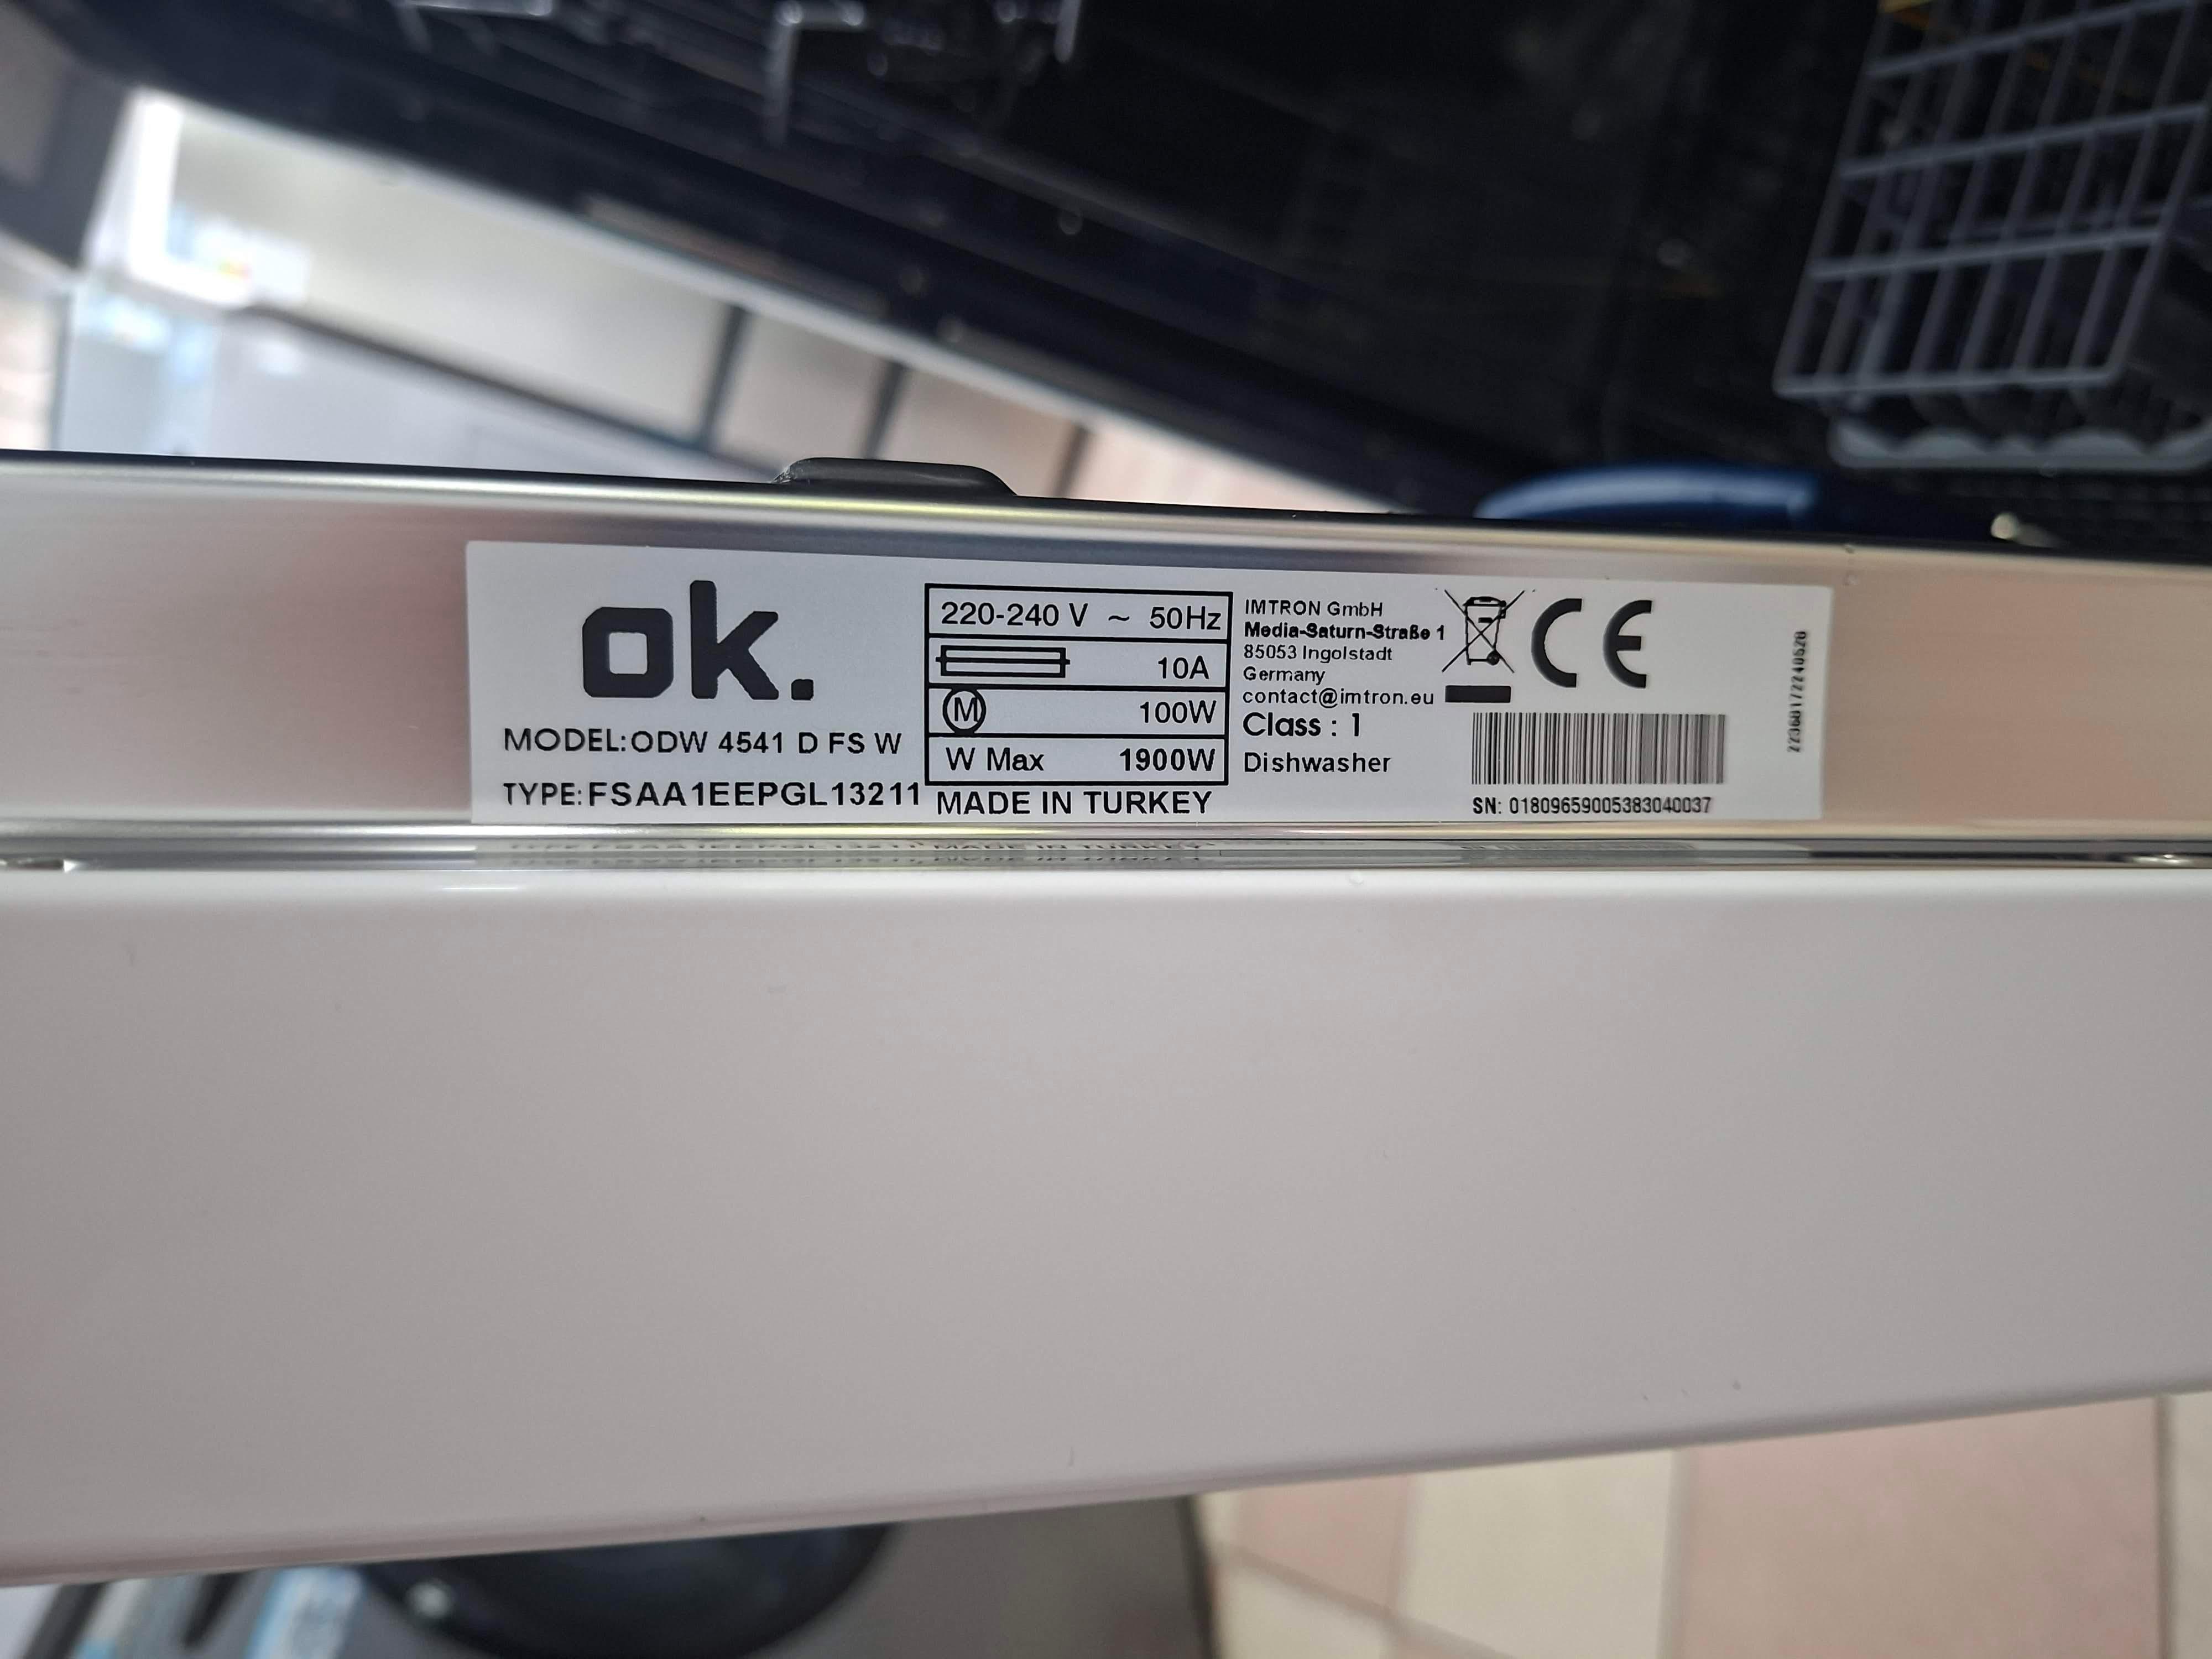 ok.
MODEL: ODW 4541 D FS W
TYPE: FSAA1EEPGL13211
220-240 V ~ 50Hz
10A
M 100W
W Max 1900W
MADE IN TURKEY
IMTRON GmbH
Media-Saturn-Straße 1
85053 Ingolstadt
Germany
contact@imtron.eu
Class : 1
Dishwasher
CE
SN: 01809659005383040037